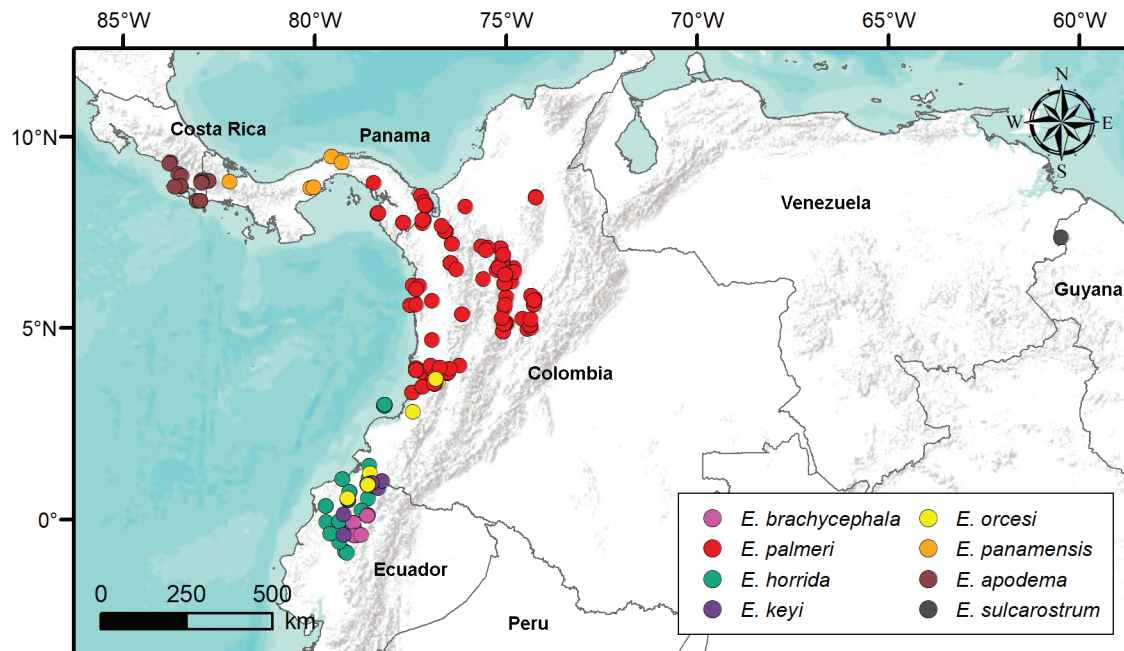 85°W 80°W 75°W 70°W 65°W 60°W
N
10°N
Costa Rica
Panama
W E
S
Venezuela
Guyana
5°N
Colombia
0°
E. brachycephala
E. orcesi
E. palmeri
E. panamensis
E. horrida
E. apodema
E. keyi
E. sulcarostrum
Ecuador
0 250 500
km
Peru